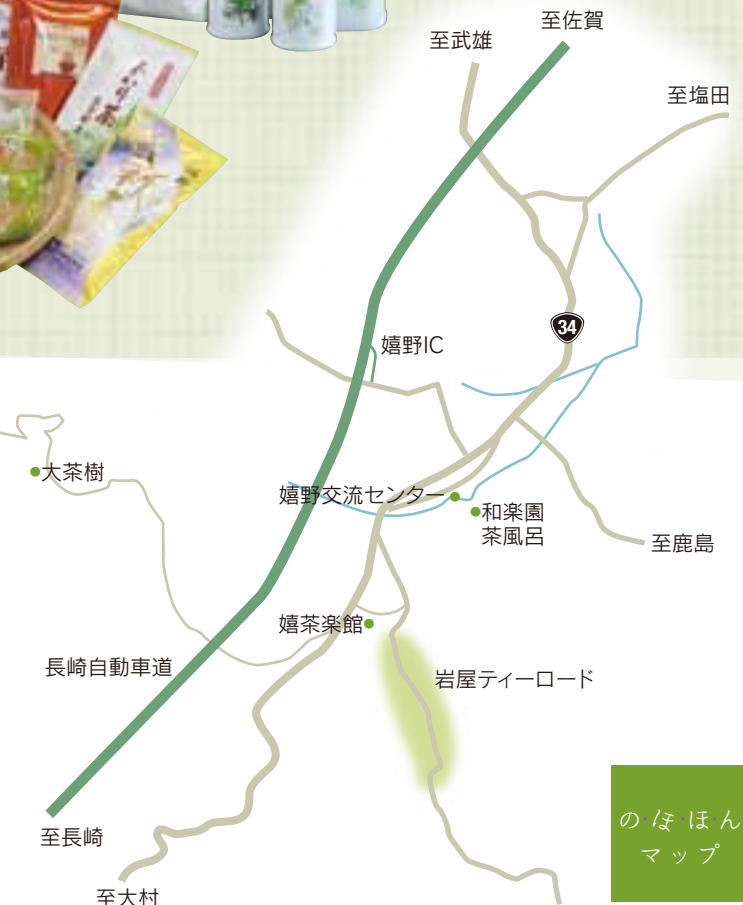 至佐賀
至武雄
至塩田
34
嬉野IC
大茶樹
嬉野交流センター
和楽園
茶風呂
至鹿島
嬉茶楽館
長崎自動車道
岩屋ティーロード
の・ほ・ほ・ん
マップ
至長崎
至大村